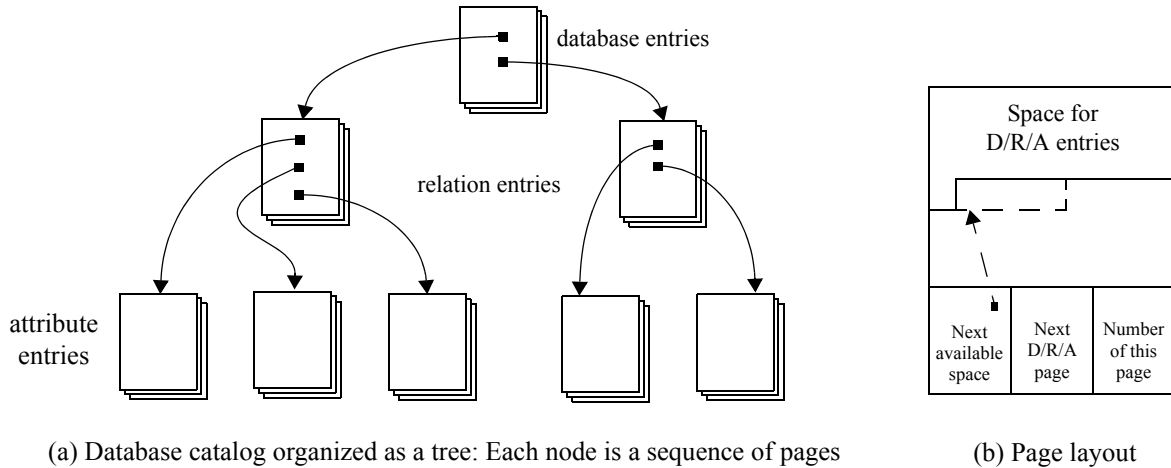 database entries
relation entries
attribute
entries
(a) Database catalog organized as a tree: Each node is a sequence of pages
Space for
D/R/A entries
Next
available
space
Next
D/R/A
page
Number
of this
page
(b) Page layout